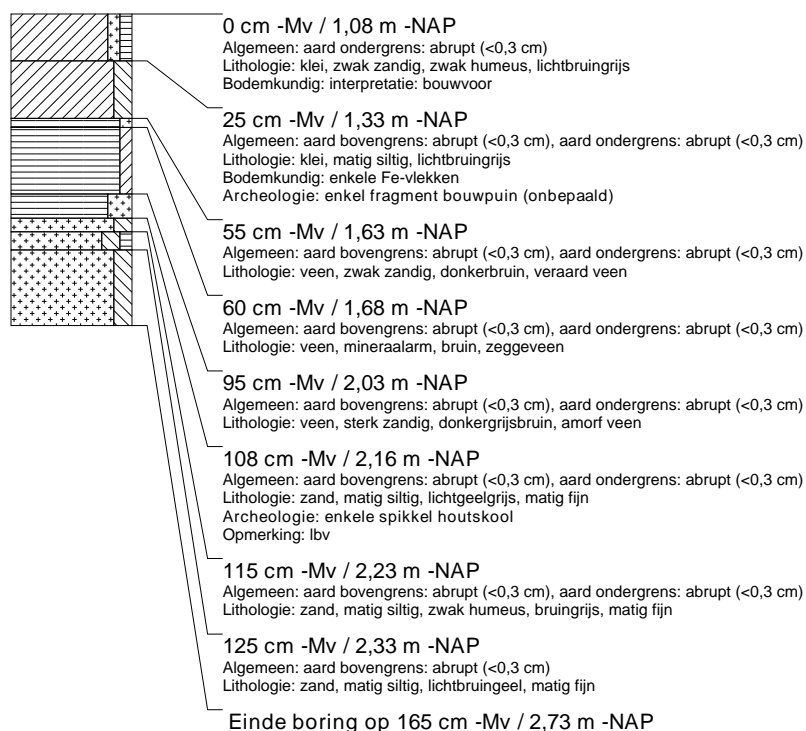 0 cm -Mv / 1,08 m -NAP
Algemeen: aard ondergrens: abrupt (<0,3 cm)
Lithologie: klei, zwak zandig, zwak humeus, lichtbruingrijs
Bodemkundig: interpretatie: bouwvoor
25 cm -Mv / 1,33 m -NAP
Algemeen: aard bovengrens: abrupt (<0,3 cm), aard ondergrens: abrupt (<0,3 cm)
Lithologie: klei, matig siltig, lichtbruingrijs
Bodemkundig: enkele Fe-vlekken
Archeologie: enkel fragment bouwpuin (onbepaald)
55 cm -Mv / 1,63 m -NAP
Algemeen: aard bovengrens: abrupt (<0,3 cm), aard ondergrens: abrupt (<0,3 cm)
Lithologie: veen, zwak zandig, donkerbruin, veraard veen
60 cm -Mv / 1,68 m -NAP
Algemeen: aard bovengrens: abrupt (<0,3 cm), aard ondergrens: abrupt (<0,3 cm)
Lithologie: veen, mineraalarm, bruin, zeggeveen
95 cm -Mv / 2,03 m -NAP
Algemeen: aard bovengrens: abrupt (<0,3 cm), aard ondergrens: abrupt (<0,3 cm)
Lithologie: veen, sterk zandig, donkergrijsbruin, amorf veen
108 cm -Mv / 2,16 m -NAP
Algemeen: aard bovengrens: abrupt (<0,3 cm), aard ondergrens: abrupt (<0,3 cm)
Lithologie: zand, matig siltig, lichtgeelgrijs, matig fijn
Archeologie: enkele spikkel houtskool
Opmerking: lbv
115 cm -Mv / 2,23 m -NAP
Algemeen: aard bovengrens: abrupt (<0,3 cm), aard ondergrens: abrupt (<0,3 cm)
Lithologie: zand, matig siltig, zwak humeus, bruingrijs, matig fijn
125 cm -Mv / 2,33 m -NAP
Algemeen: aard bovengrens: abrupt (<0,3 cm)
Lithologie: zand, matig siltig, lichtbruingeel, matig fijn
Einde boring op 165 cm -Mv / 2,73 m -NAP